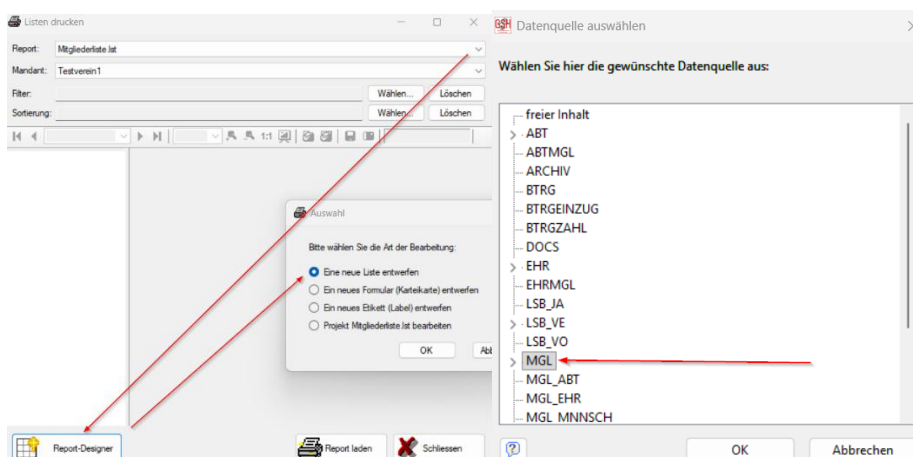 Listen drucken
Report: Mitgliederliste.lst
Mandant: Testverein1
Filter: Wählen... Löschen
Sortierung: Wählen... Löschen
1:1
Auswahl
Bitte wählen Sie die Art der Bearbeitung:
Eine neue Liste entwerfen
Ein neues Formular (Karteikarte) entwerfen
Ein neues Etikett (Label) entwerfen
Projekt Mitgliederliste.lst bearbeiten
OK
Report-Designer Report laden Schliessen
Datenquelle auswählen
Wählen Sie hier die gewünschte Datenquelle aus:
freier Inhalt
ABT
ABTMGL
ARCHIV
BTRG
BTRGEINZUG
BTRGZAHL
DOCS
EHR
EHRMGL
LSB_JA
LSB_VE
LSB_VO
MGL
MGL_ABT
MGL_EHR
MGL_MNNSCH
OK Abbrechen